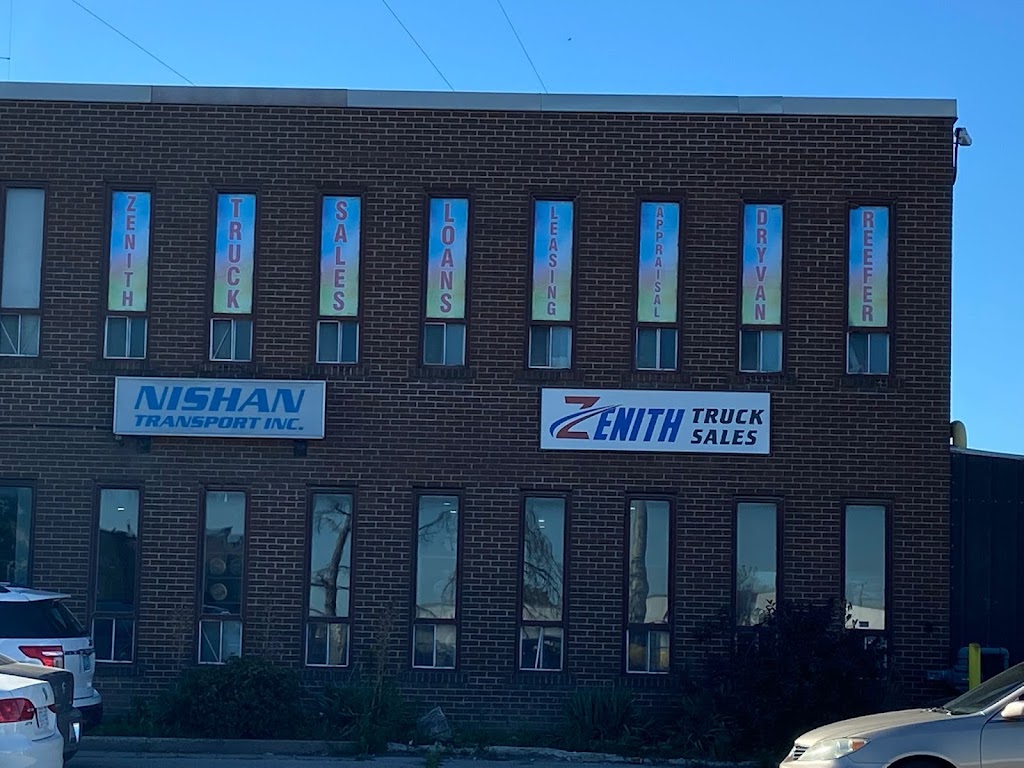 ZENITH
TRUCK
SALES
LOANS
LEASING
APPRAISAL
DRYVAN
REEFER
NISHAN
TRANSPORT INC.
ZENITH
TRUCK
SALES